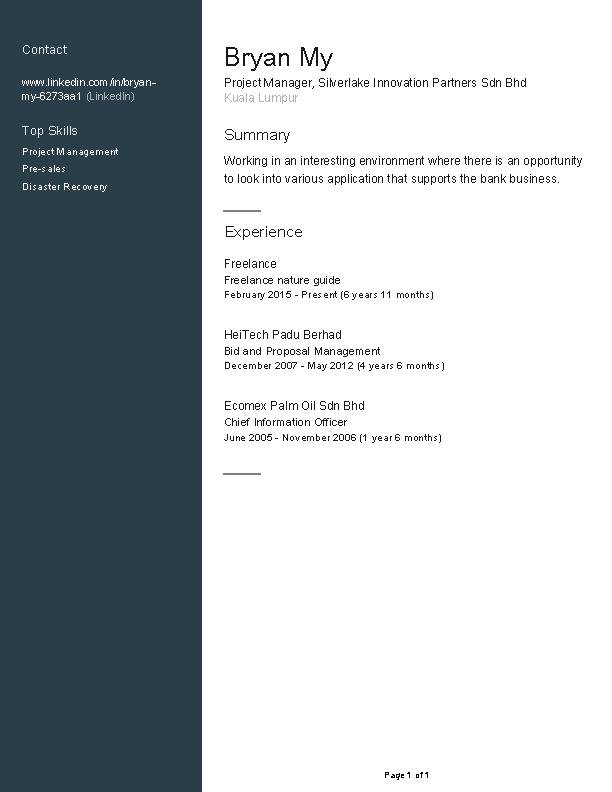 Contact
www.linkedin.com/in/bryan-
my-6273aa1 (LinkedIn)
Top Skills
Project Management
Pre-sales
Disaster Recovery
Bryan My
Project Manager, Silverlake Innovation Partners Sdn Bhd
Kuala Lumpur
Summary
Working in an interesting environment where there is an opportunity
to look into various application that supports the bank business.
Experience
Freelance
Freelance nature guide
February 2015 - Present (6 years 11 months)
HeiTech Padu Berhad
Bid and Proposal Management
December 2007 - May 2012 (4 years 6 months)
Ecomex Palm Oil Sdn Bhd
Chief Information Officer
June 2005 - November 2006 (1 year 6 months)
Page 1 of 1